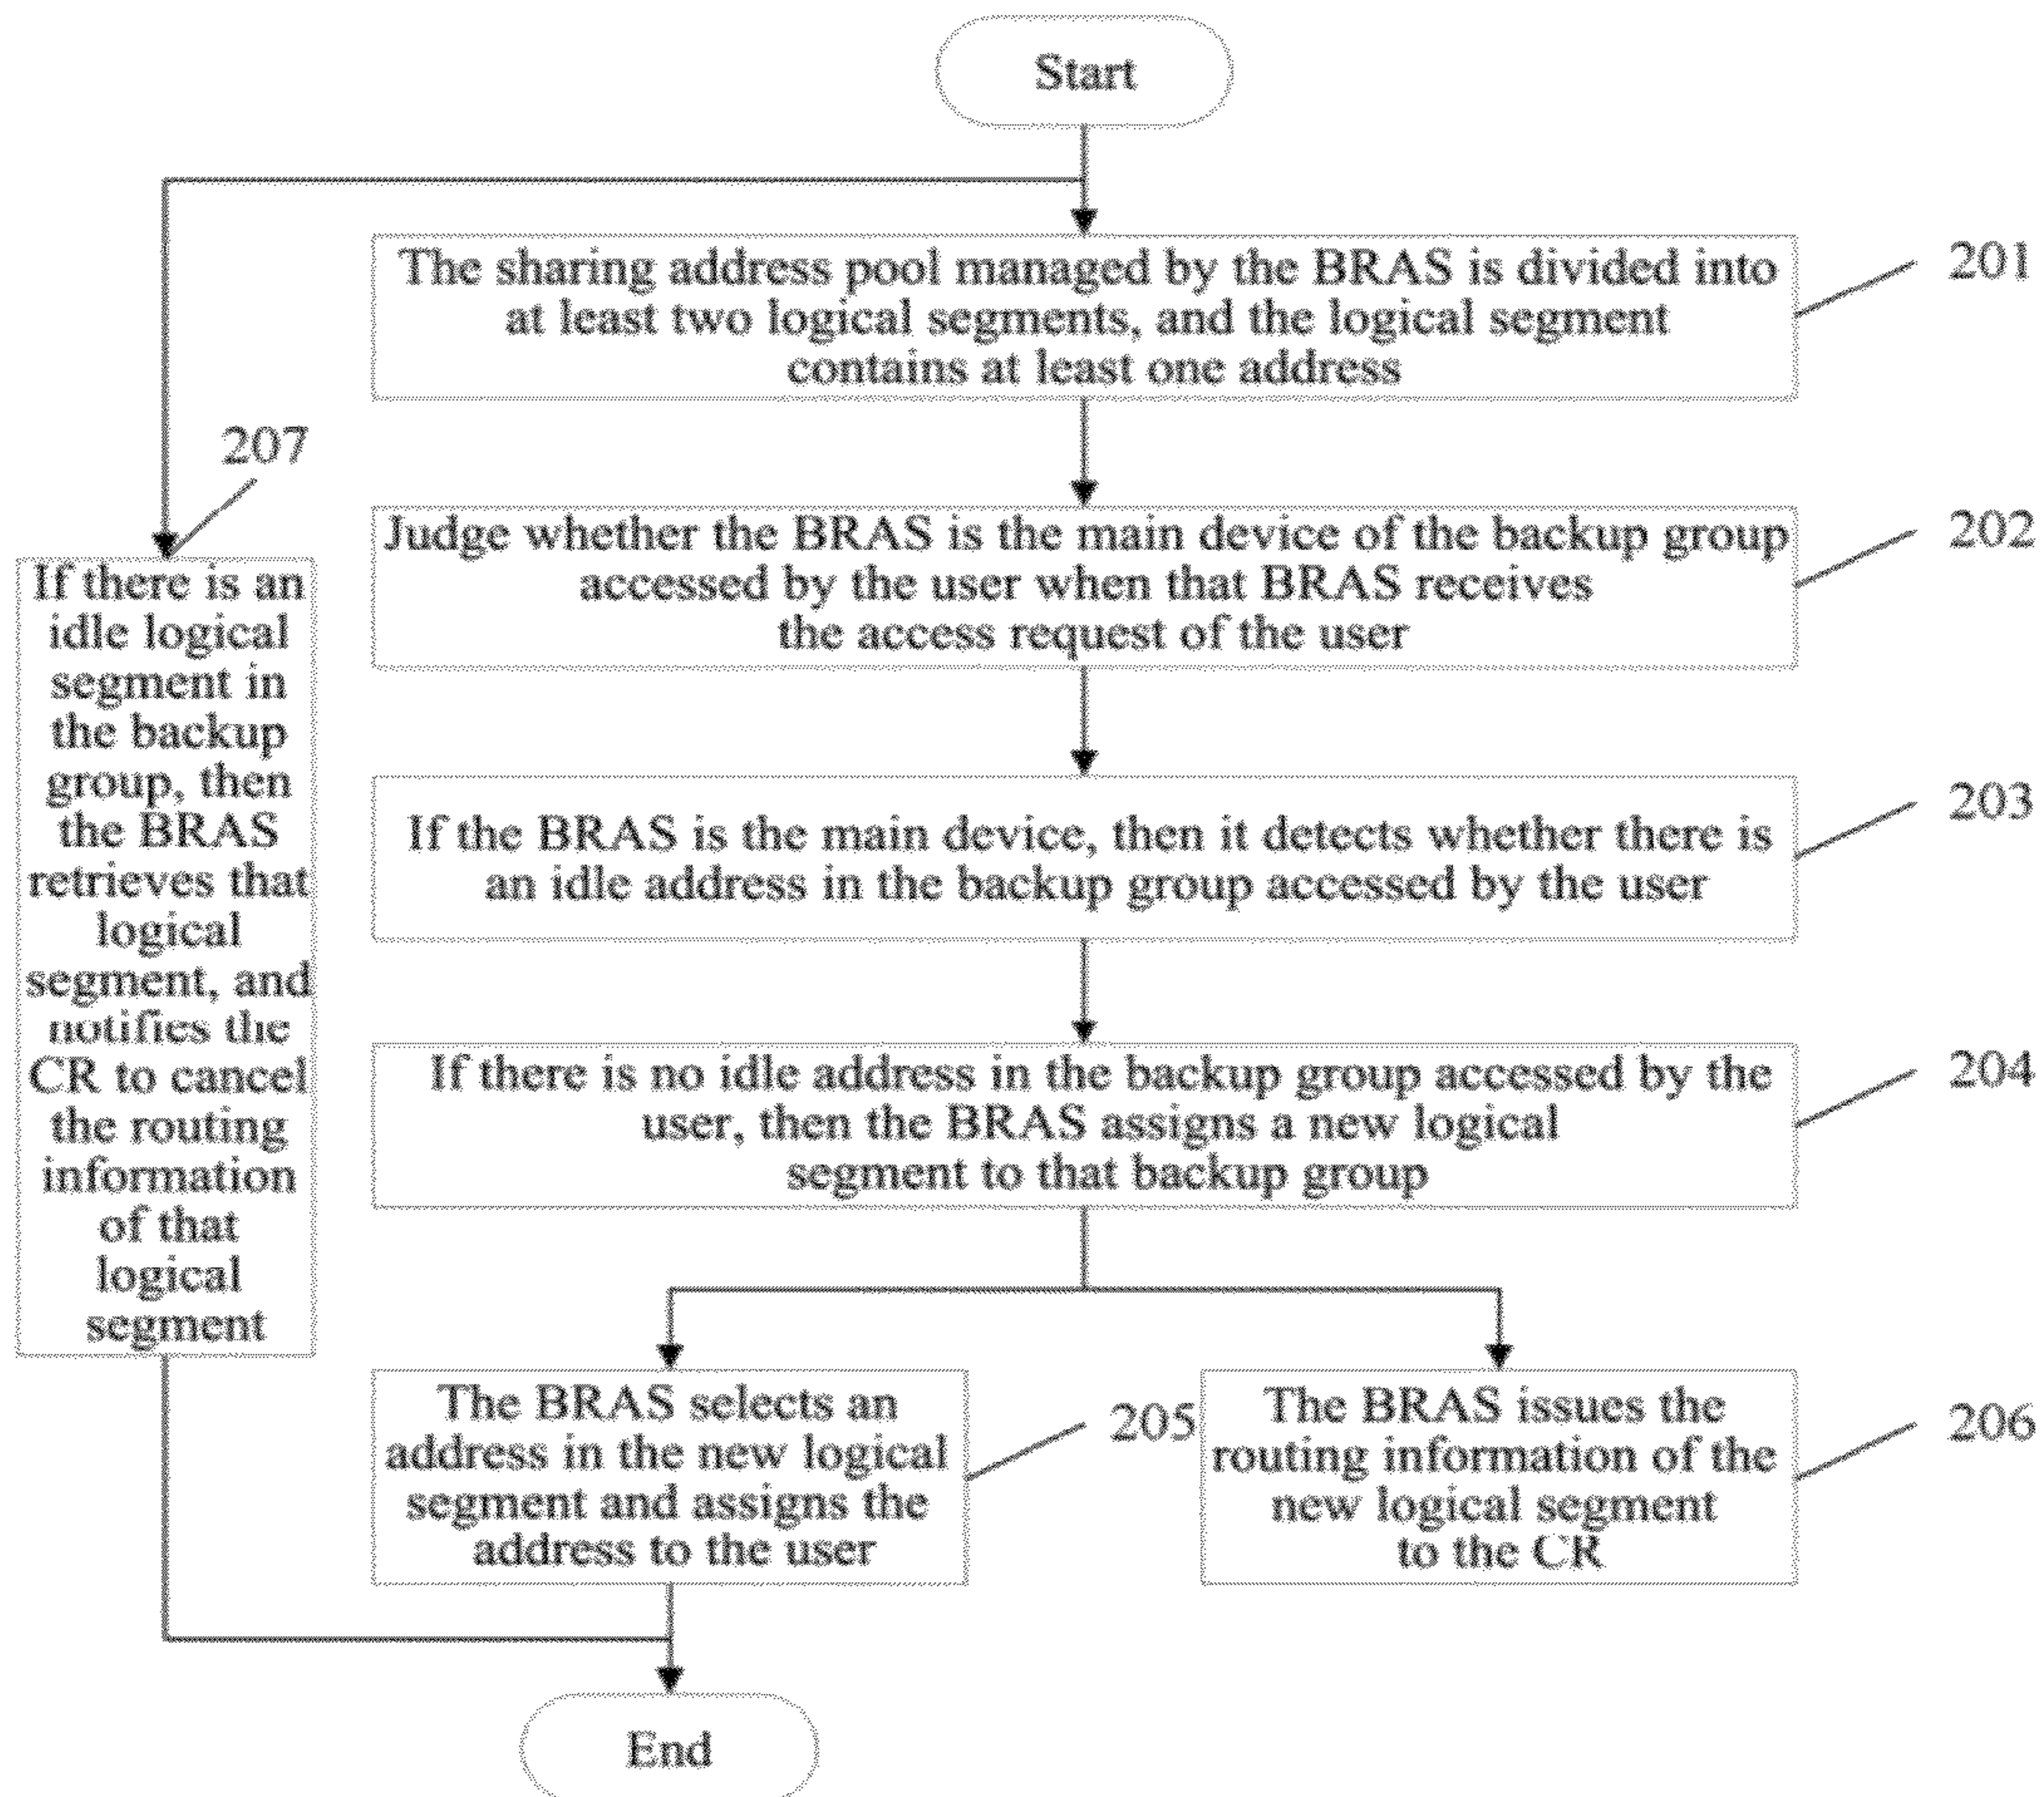 Start
The sharing address pool managed by the BRAS is divided into
at least two logical segments, and the logical segment
contains at least one address
201
207
If there is an
idle logical
segment in
the backup
group, then
the BRAS
retrieves that
logical
segment, and
notifies the
CR to cancel
the routing
information
of that
logical
segment
Judge whether the BRAS is the main device of the backup group
accessed by the user when that BRAS receives
the access request of the user
202
If the BRAS is the main device, then it detects whether there is
an idle address in the backup group accessed by the user
203
If there is no idle address in the backup group accessed by the
user, then the BRAS assigns a new logical
segment to that backup group
204
The BRAS selects an
address in the new logical
segment and assigns the
address to the user
205
The BRAS issues the
routing information of the
new logical segment
to the CR
206
End